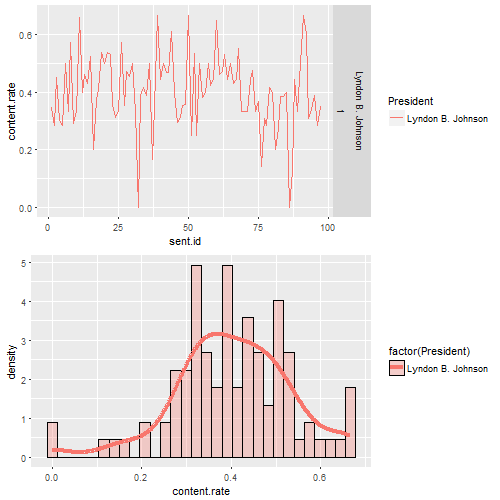 0.6
0.4
0.2
0.0
content.rate
0
25
50
75
100
sent.id
Lyndon B. Johnson
1
President
Lyndon B. Johnson
5
4
3
2
1
0
density
0.0
0.2
0.4
0.6
content.rate
factor(President)
Lyndon B. Johnson